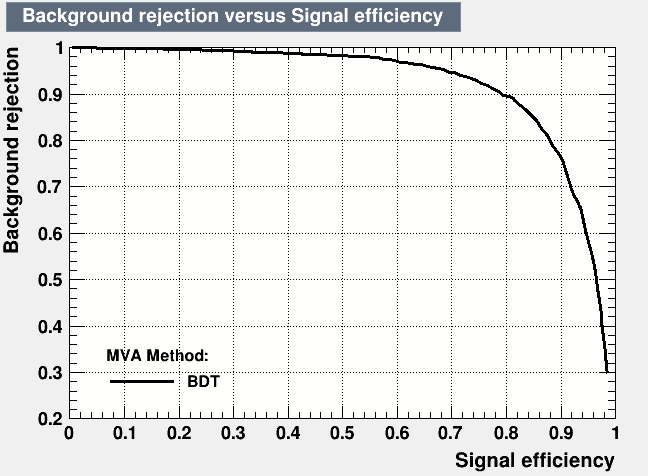 Background rejection versus Signal efficiency
Background rejection
1
0.9
0.8
0.7
0.6
0.5
0.4
0.3
0.2
MVA Method:
BDT
0 0.1 0.2 0.3 0.4 0.5 0.6 0.7 0.8 0.9 1
Signal efficiency